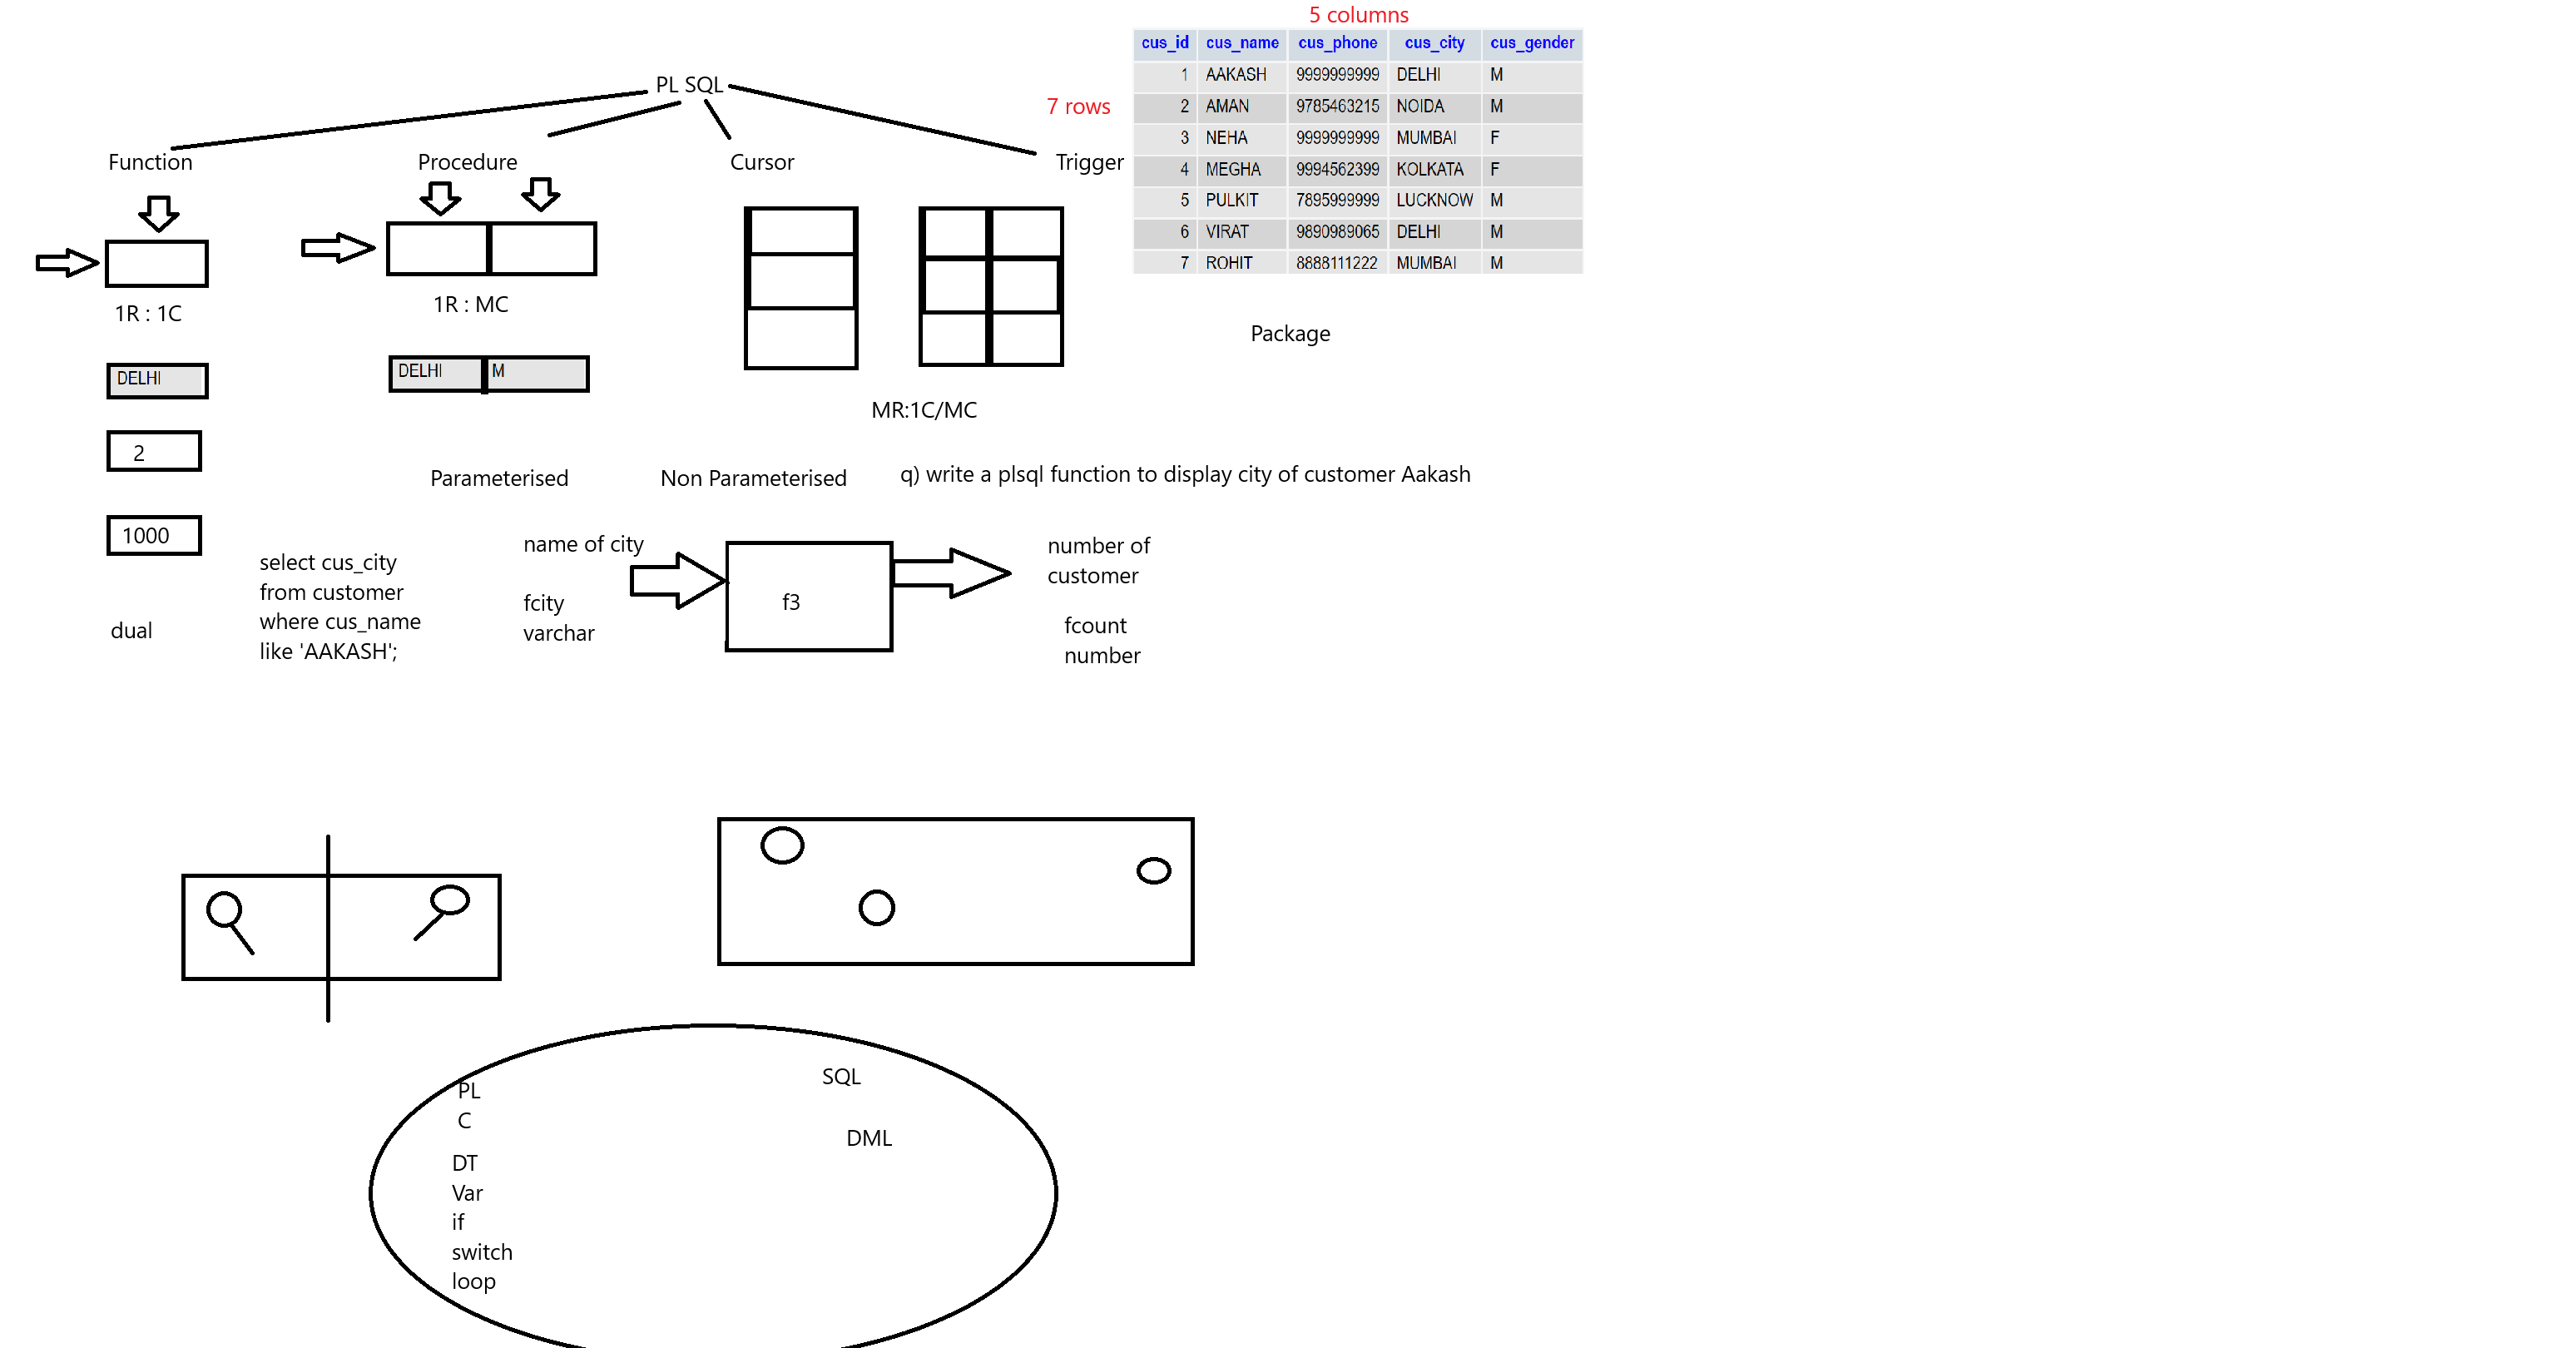 5 columns
cus_id cus_name cus_phone cus_city cus_gender
1 AAKASH 9999999999 DELHI M
2 AMAN 9785463215 NOIDA M
3 NEHA 9999999999 MUMBAI F
4 MEGHA 9994562399 KOLKATA F
5 PULKIT 7895999999 LUCKNOW M
6 VIRAT 9890989065 DELHI M
7 ROHIT 8888111222 MUMBAI M
7 rows
PL SQL
Function Procedure Cursor Trigger
1R : 1C
1R : MC
MR:1C/MC
Package
DELHI
DELHI M
2
1000
dual
Parameterised Non Parameterised
q) write a plsql function to display city of customer Aakash
select cus_city
from customer
where cus_name
like 'AAKASH';
name of city
fcity
varchar
f3
number of
customer
fcount
number
PL
C
DT
Var
if
switch
loop
SQL
DML